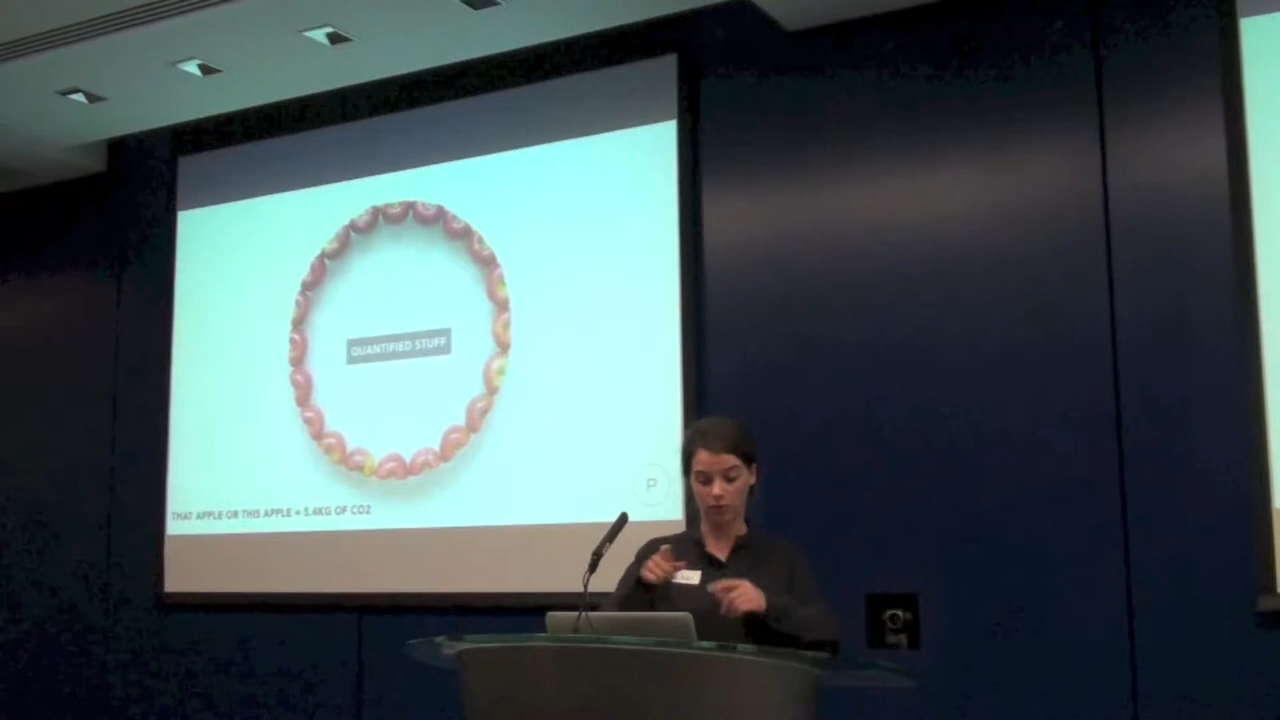 QUANTIFIED STUFF
P
THAT APPLE OR THIS APPLE = 5.4KG OF CO2